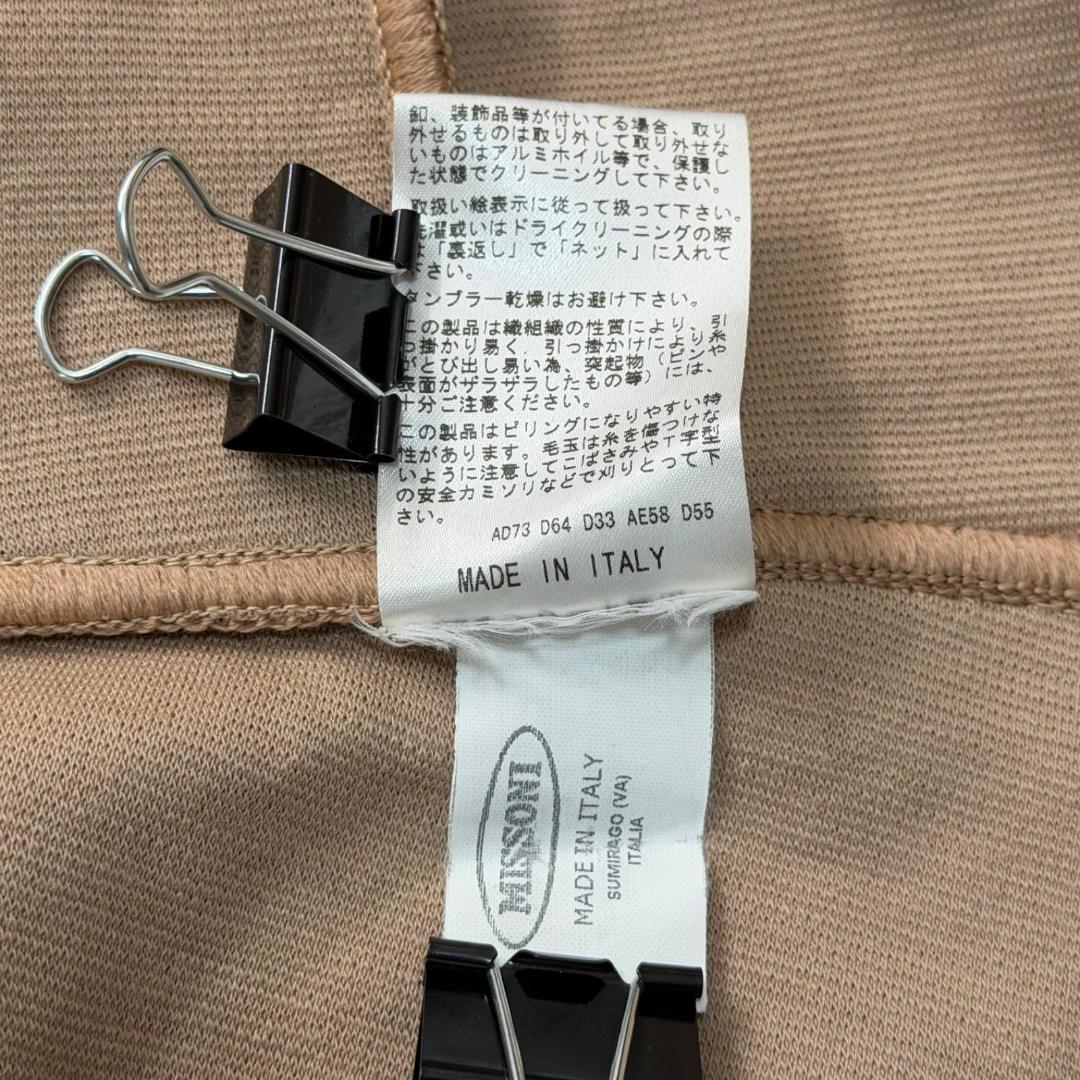 釦、装飾品等が付いてる場合、取り
外せるものは取り外して取り外せな
いものはアルミホイル等で、保護し
た状態でクリーニングして下さい。
取扱い絵表示に従って扱って下さい。
洗濯或いはドライクリーニングの際
は「裏返し」で「ネット」に入れて
下さい。
タンブラー乾燥はお避け下さい。
この製品は織組織の性質により、引
っ掛かり易く、引っ掛かけにより糸
がとび出し易い為、突起物（ピンや
表面がザラザラしたもの等）には、
十分ご注意ください。
この製品はピリングになりやすい特
性があります。毛玉は糸を傷つけな
いように注意してこばさみやT字型
の安全カミソリなどで刈りとって下
さい。
AD73 D64 D33 AE58 D55
MADE IN ITALY
MISSONI
MADE IN ITALY
SUMIRAGO (VA)
ITALIA